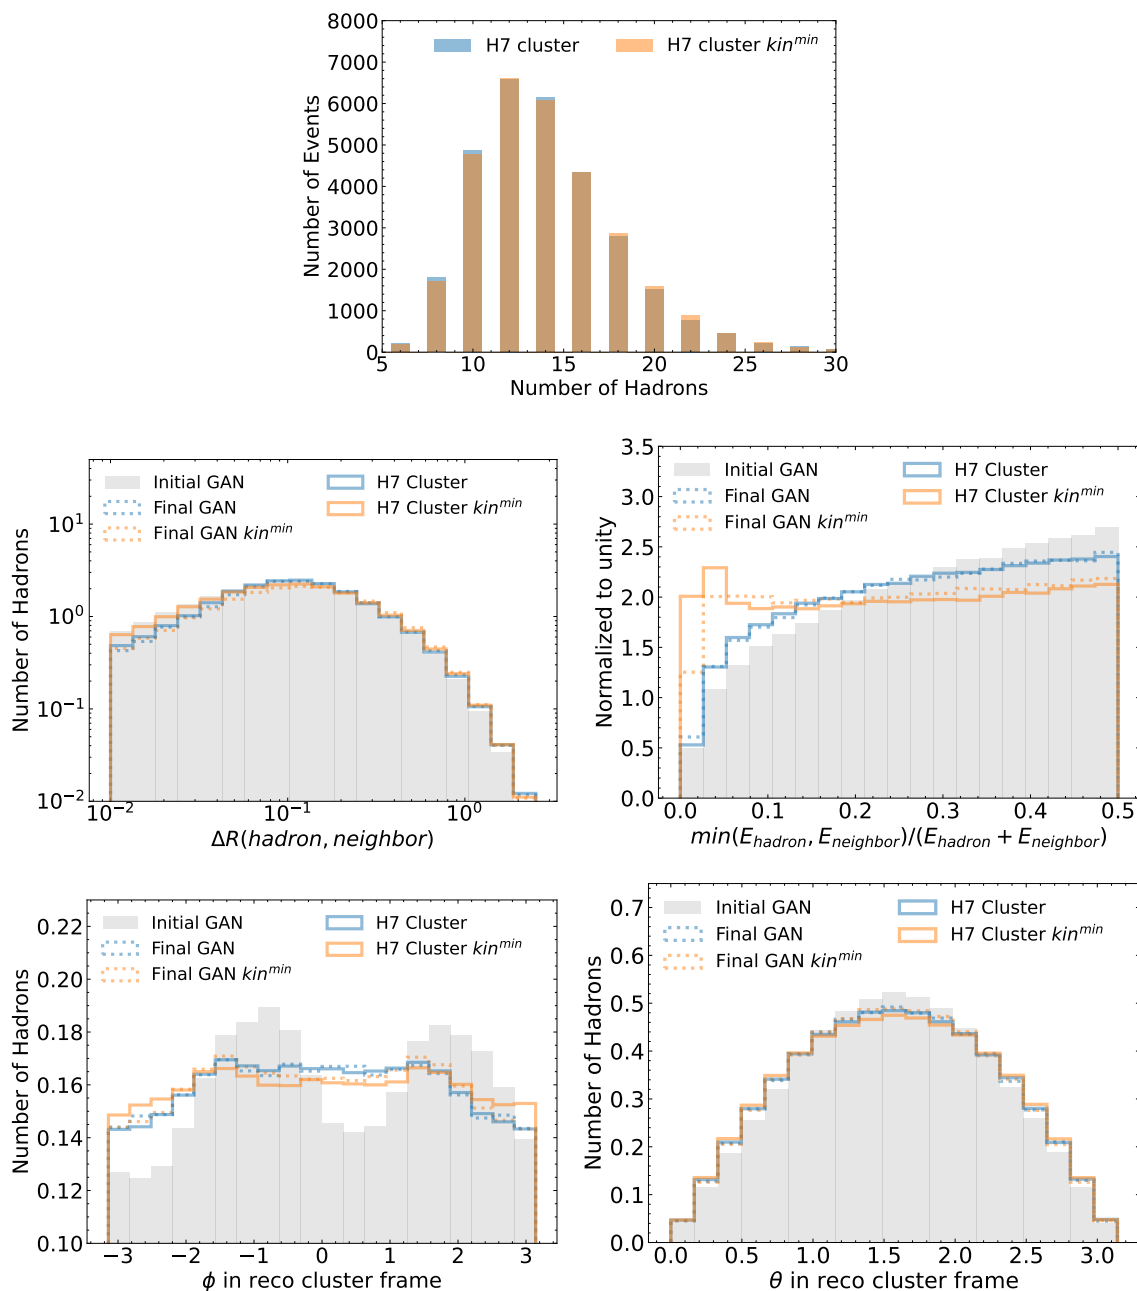 H7 cluster
H7 cluster kin^min
Number of Events
8000
7000
6000
5000
4000
3000
2000
1000
0
5 10 15 20 25 30
Number of Hadrons
Initial GAN
Final GAN
Final GAN kin^min
H7 Cluster
H7 Cluster kin^min
Number of Hadrons
10^1
10^0
10^−1
10^−2
10^−2 10^−1 10^0
ΔR(hadron, neighbor)
Initial GAN
Final GAN
Final GAN kin^min
H7 Cluster
H7 Cluster kin^min
Normalized to unity
3.5
3.0
2.5
2.0
1.5
1.0
0.5
0.0
0.0 0.1 0.2 0.3 0.4 0.5
min(E_hadron, E_neighbor)/(E_hadron + E_neighbor)
Initial GAN
Final GAN
Final GAN kin^min
H7 Cluster
H7 Cluster kin^min
Number of Hadrons
0.22
0.20
0.18
0.16
0.14
0.12
0.10
−3 −2 −1 0 1 2 3
ϕ in reco cluster frame
Initial GAN
Final GAN
Final GAN kin^min
H7 Cluster
H7 Cluster kin^min
Number of Hadrons
0.7
0.6
0.5
0.4
0.3
0.2
0.1
0.0
0.0 0.5 1.0 1.5 2.0 2.5 3.0
θ in reco cluster frame